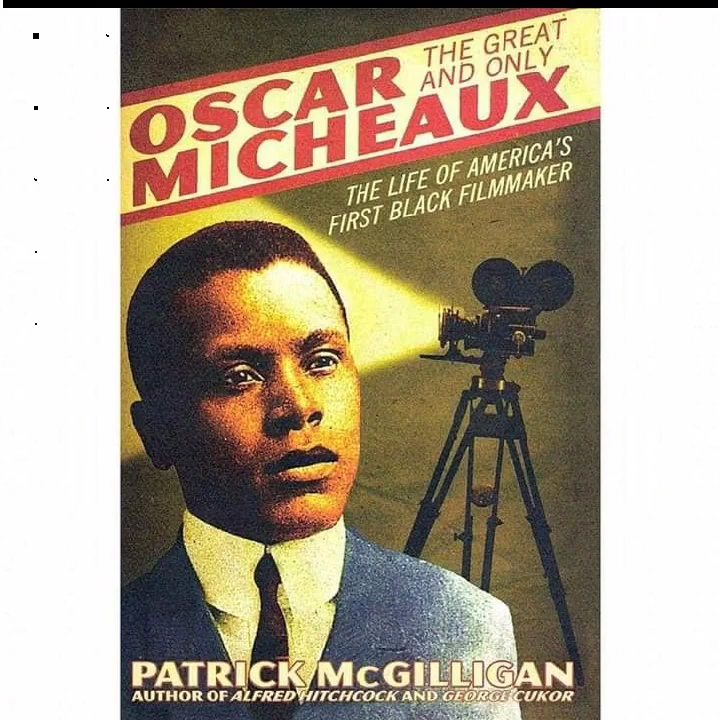 THE GREAT
AND ONLY
OSCAR
MICHEAUX
THE LIFE OF AMERICA'S
FIRST BLACK FILMMAKER
PATRICK McGILLIGAN
AUTHOR OF ALFRED HITCHCOCK AND GEORGE CUKOR